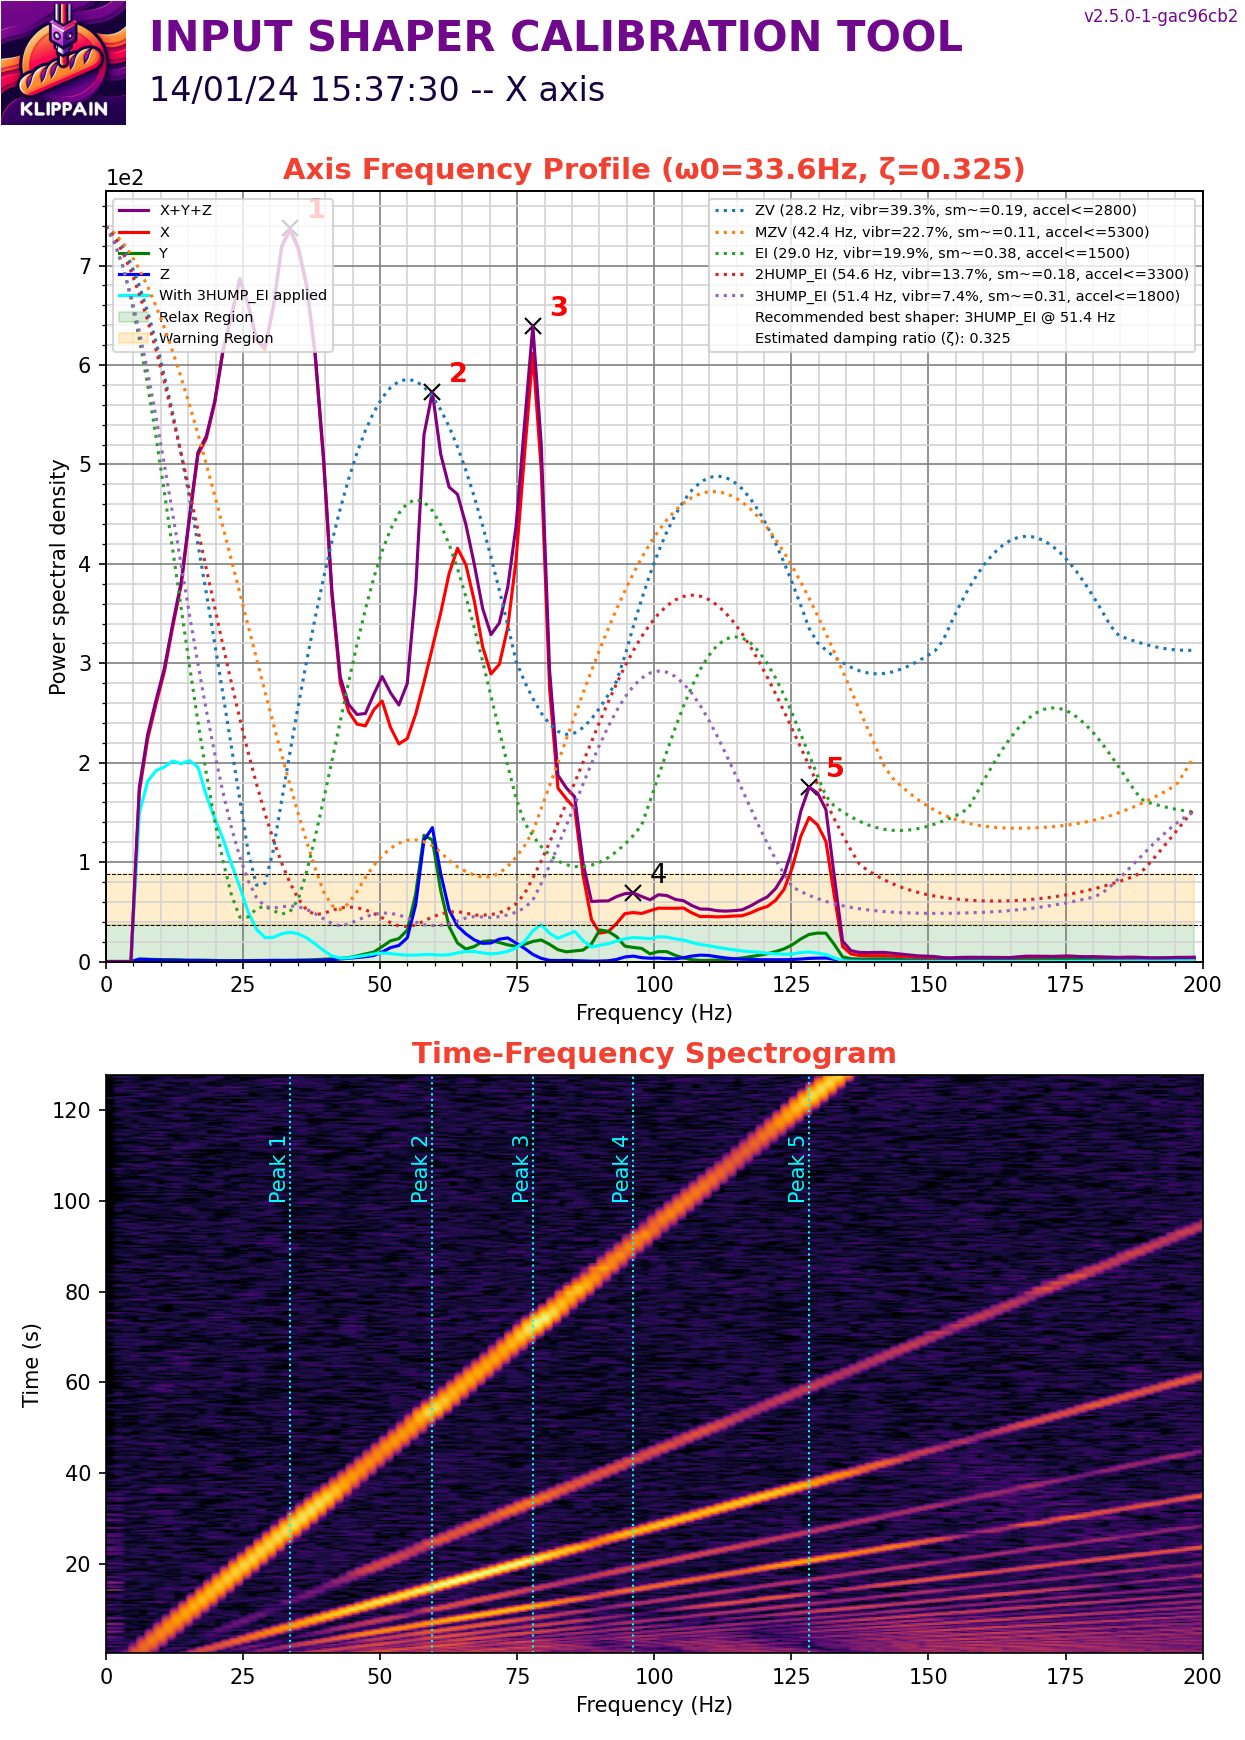 KLIPPAIN
INPUT SHAPER CALIBRATION TOOL
14/01/24 15:37:30 -- X axis
v2.5.0-1-gac96cb2
Axis Frequency Profile (ω0=33.6Hz, ζ=0.325)
1e2
X+Y+Z
X
Y
Z
With 3HUMP_EI applied
Relax Region
Warning Region
ZV (28.2 Hz, vibr=39.3%, sm~=0.19, accel<=2800)
MZV (42.4 Hz, vibr=22.7%, sm~=0.11, accel<=5300)
EI (29.0 Hz, vibr=19.9%, sm~=0.38, accel<=1500)
2HUMP_EI (54.6 Hz, vibr=13.7%, sm~=0.18, accel<=3300)
3HUMP_EI (51.4 Hz, vibr=7.4%, sm~=0.31, accel<=1800)
Recommended best shaper: 3HUMP_EI @ 51.4 Hz
Estimated damping ratio (ζ): 0.325
1
2
3
4
5
Power spectral density
7
6
5
4
3
2
1
0
0 25 50 75 100 125 150 175 200
Frequency (Hz)
Time-Frequency Spectrogram
Time (s)
120
100
80
60
40
20
Peak 1
Peak 2
Peak 3
Peak 4
Peak 5
0 25 50 75 100 125 150 175 200
Frequency (Hz)